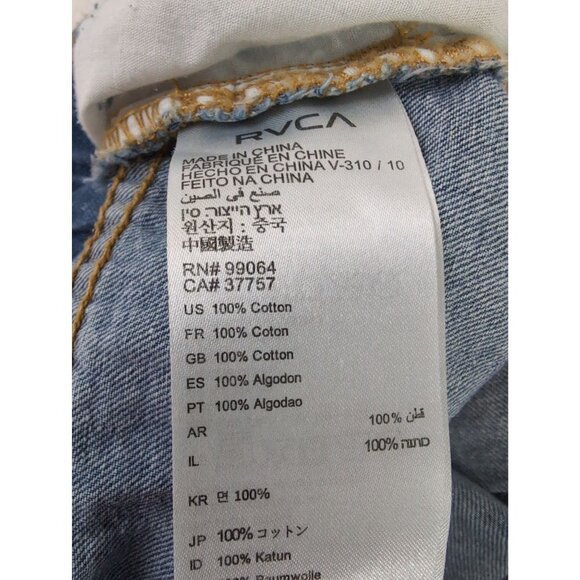 RVCA
MADE IN CHINA
FABRIQUE EN CHINE
HECHO EN CHINA V-310 / 10
FEITO NA CHINA
صنع في الصين
ארץ הייצור: סין
원산지 : 중국
中國製造
RN# 99064
CA# 37757
US 100% Cotton
FR 100% Coton
GB 100% Cotton
ES 100% Algodon
PT 100% Algodao
AR 100% قطن
IL 100% כותנה
KR 면 100%
JP 100% コットン
ID 100% Katun
100% Baumwolle